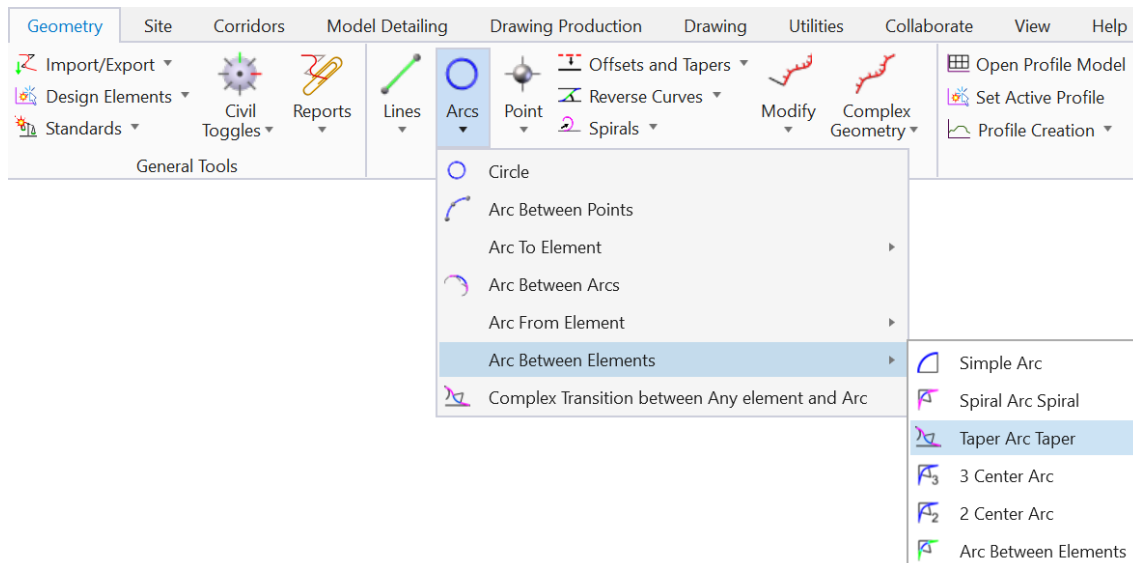 Geometry Site Corridors Model Detailing Drawing Production Drawing Utilities Collaborate View Help
Import/Export Offsets and Tapers Open Profile Model
Design Elements Reverse Curves Set Active Profile
Civil Reports Lines Arcs Point Modify Complex
Standards Toggles Spirals Geometry Profile Creation
General Tools
Circle
Arc Between Points
Arc To Element
Arc Between Arcs
Arc From Element
Arc Between Elements
Complex Transition between Any element and Arc
Simple Arc
Spiral Arc Spiral
Taper Arc Taper
3 3 Center Arc
2 2 Center Arc
Arc Between Elements